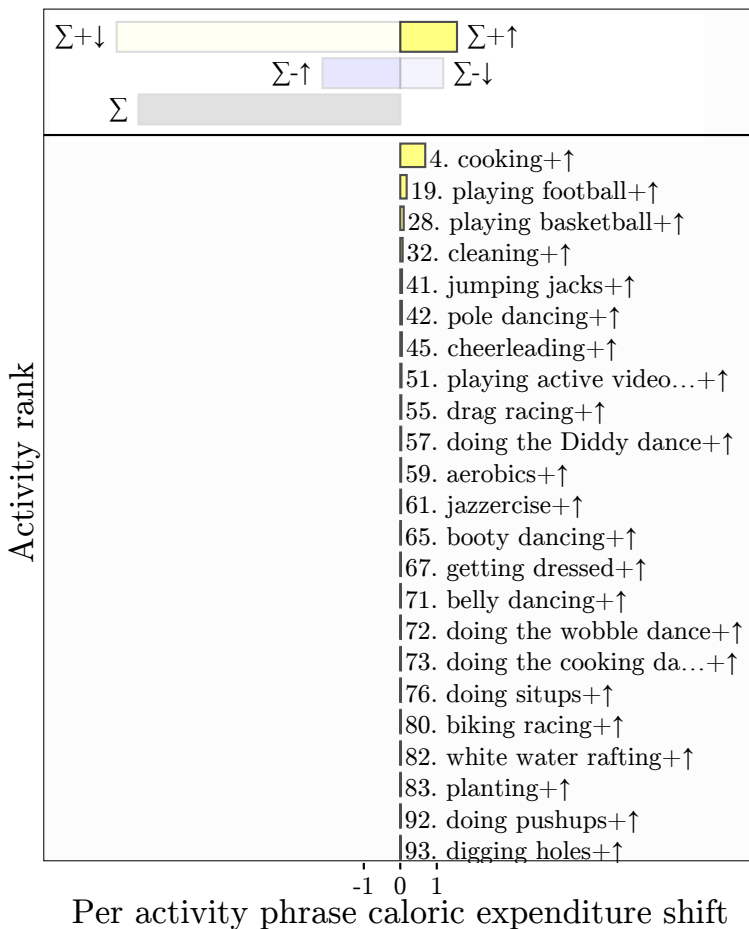 ∑+↓ ∑+↑
∑-↑ ∑-↓
∑
4. cooking+↑
19. playing football+↑
28. playing basketball+↑
32. cleaning+↑
41. jumping jacks+↑
42. pole dancing+↑
45. cheerleading+↑
51. playing active video…+↑
55. drag racing+↑
57. doing the Diddy dance+↑
59. aerobics+↑
61. jazzercise+↑
65. booty dancing+↑
67. getting dressed+↑
71. belly dancing+↑
72. doing the wobble dance+↑
73. doing the cooking da…+↑
76. doing situps+↑
80. biking racing+↑
82. white water rafting+↑
83. planting+↑
92. doing pushups+↑
93. digging holes+↑
Activity rank
-1 0 1
Per activity phrase caloric expenditure shift